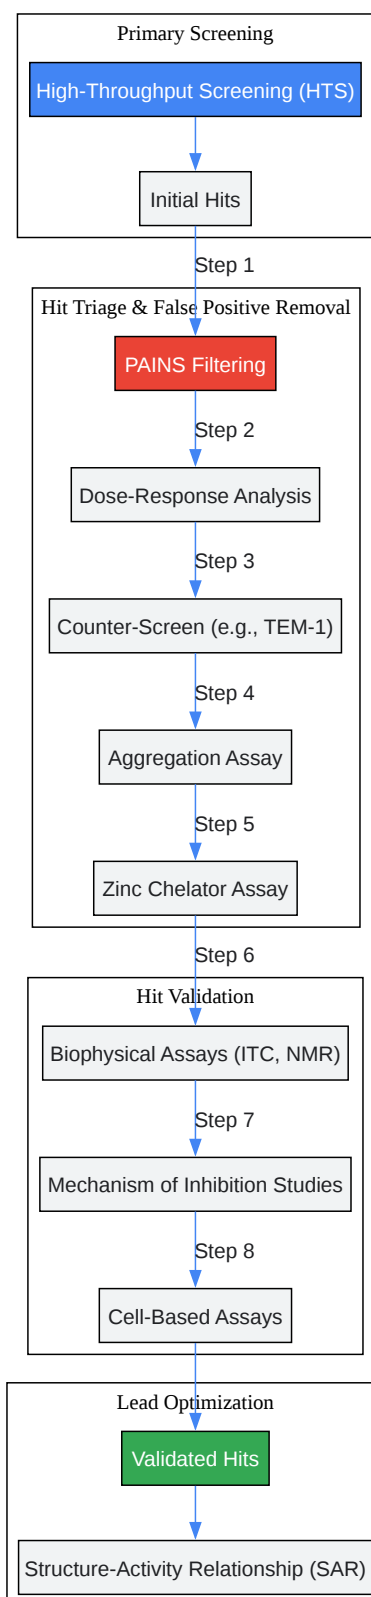 Primary Screening
High-Throughput Screening (HTS)
Initial Hits
Step 1
Hit Triage & False Positive Removal
PAINS Filtering
Step 2
Dose-Response Analysis
Step 3
Counter-Screen (e.g., TEM-1)
Step 4
Aggregation Assay
Step 5
Zinc Chelator Assay
Step 6
Hit Validation
Biophysical Assays (ITC, NMR)
Step 7
Mechanism of Inhibition Studies
Step 8
Cell-Based Assays
Lead Optimization
Validated Hits
Structure-Activity Relationship (SAR)